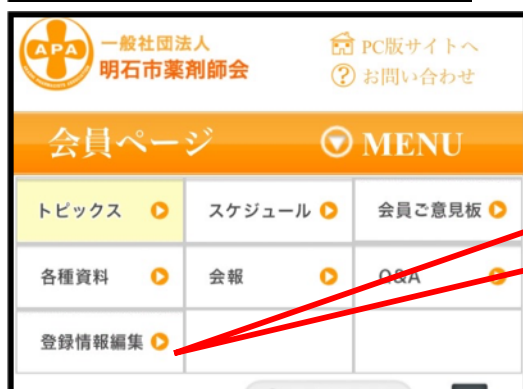 APA
一般社団法人
明石市薬剤師会
PC版サイトへ
お問い合わせ
会員ページ
MENU
トピックス
スケジュール
会員ご意見板
各種資料
会報
Q&A
登録情報編集